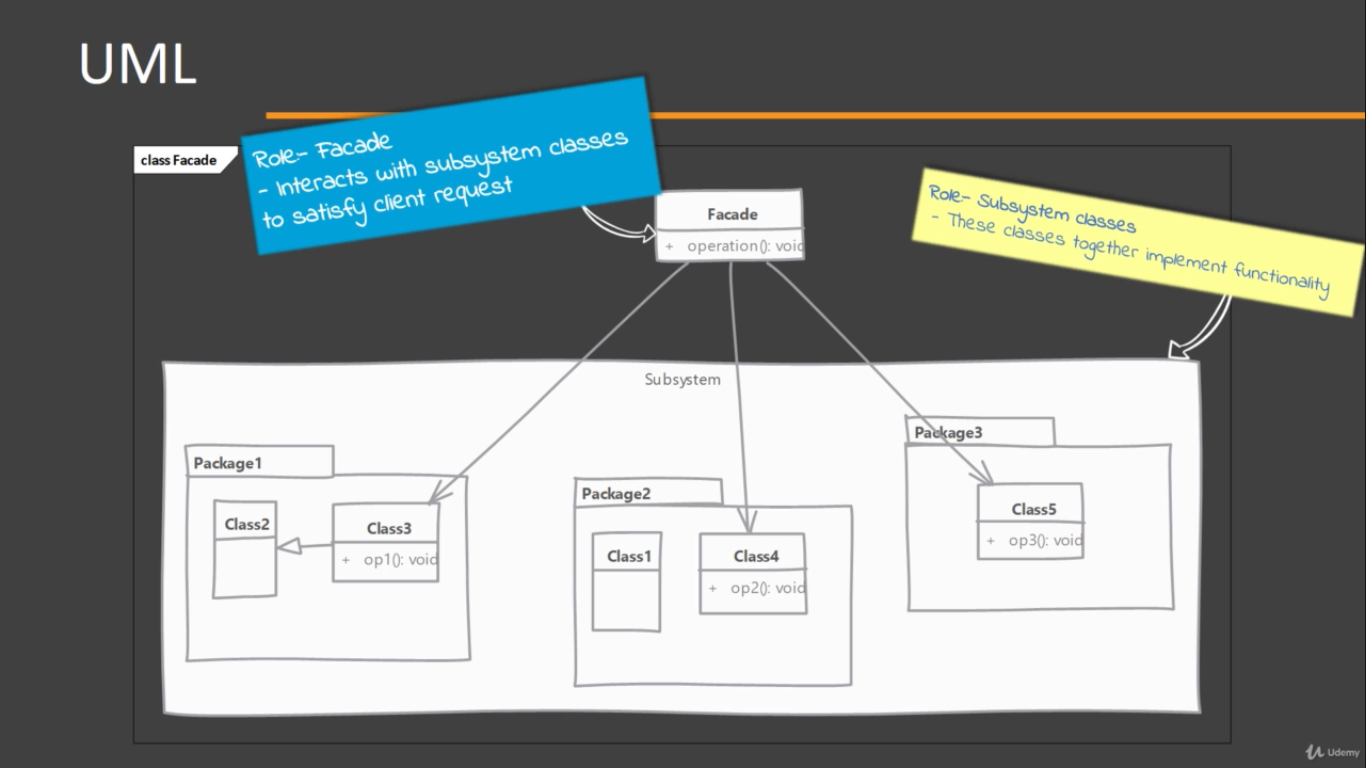 UML
class Facade
Role- Facade
- Interacts with subsystem classes
to satisfy client request
Facade
+ operation(): void
Role- Subsystem classes
- These classes together implement functionality
Subsystem
Package1
Class2
Class3
+ op1(): void
Package2
Class1
Class4
+ op2(): void
Package3
Class5
+ op3(): void
Udemy